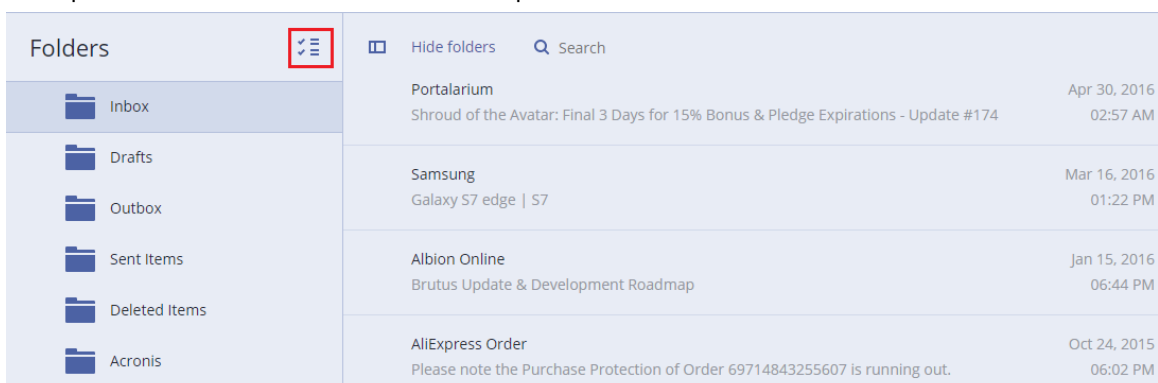 Folders
Hide folders
Search
Inbox
Drafts
Outbox
Sent Items
Deleted Items
Acronis
Portalarium
Apr 30, 2016
Shroud of the Avatar: Final 3 Days for 15% Bonus & Pledge Expirations - Update #174
02:57 AM
Samsung
Mar 16, 2016
Galaxy S7 edge | S7
01:22 PM
Albion Online
Jan 15, 2016
Brutus Update & Development Roadmap
06:44 PM
AliExpress Order
Oct 24, 2015
Please note the Purchase Protection of Order 69714843255607 is running out.
06:02 PM